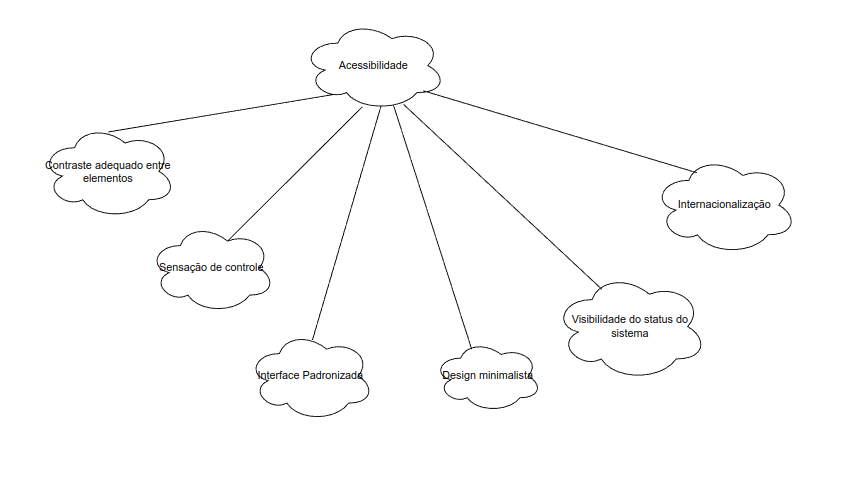 Acessibilidade
Contraste adequado entre
elementos
Internacionalização
Sensação de controle
Visibilidade do status do
sistema
Interface Padronizada
Design minimalista